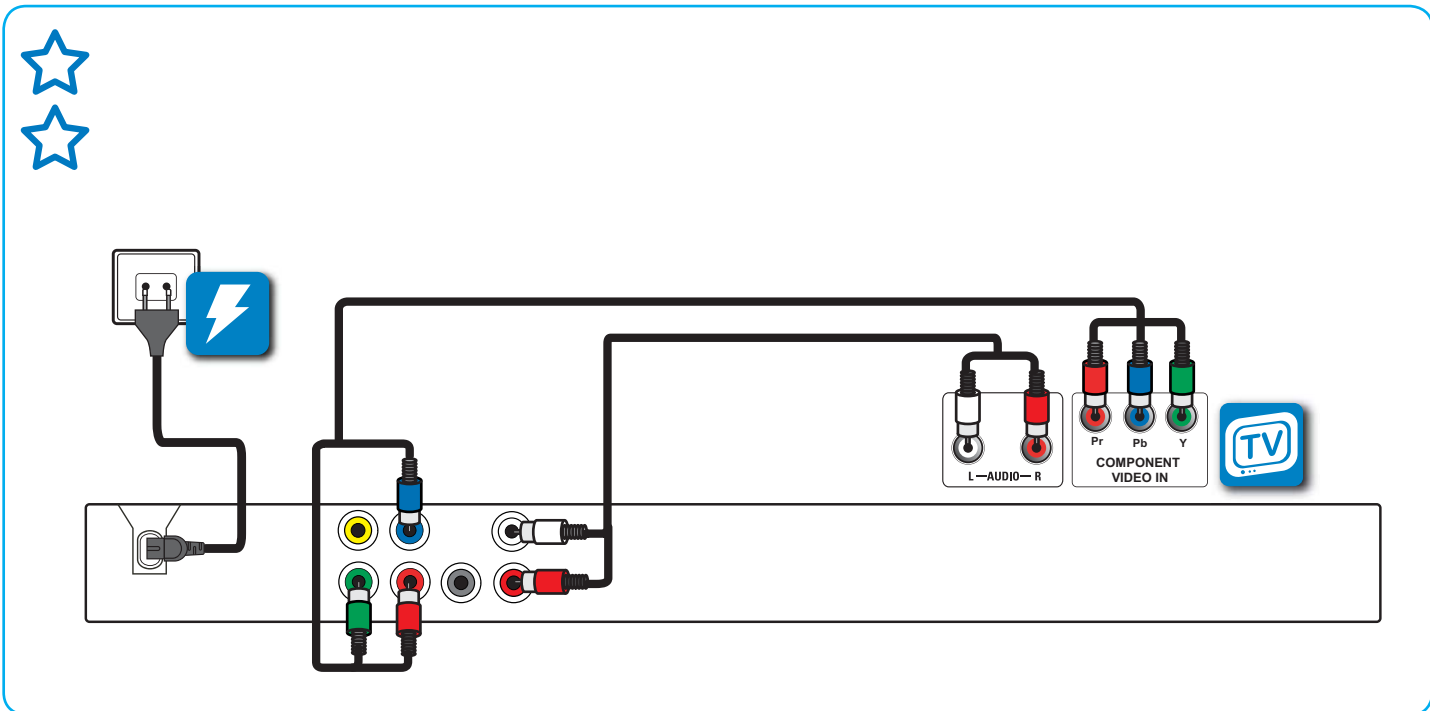 Pr Pb Y
COMPONENT
VIDEO IN
L AUDIO R
TV